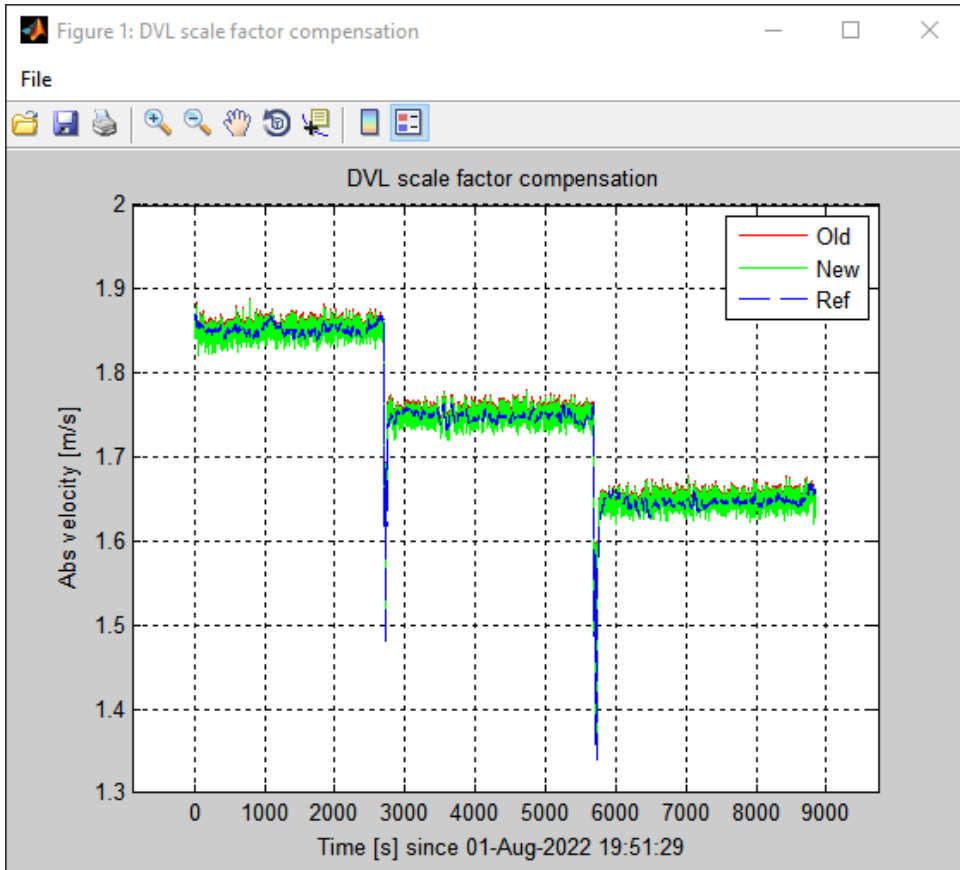 Figure 1: DVL scale factor compensation
File
DVL scale factor compensation
Old
New
Ref
2
1.9
1.8
1.7
1.6
1.5
1.4
1.3
Abs velocity [m/s]
0 1000 2000 3000 4000 5000 6000 7000 8000 9000
Time [s] since 01-Aug-2022 19:51:29